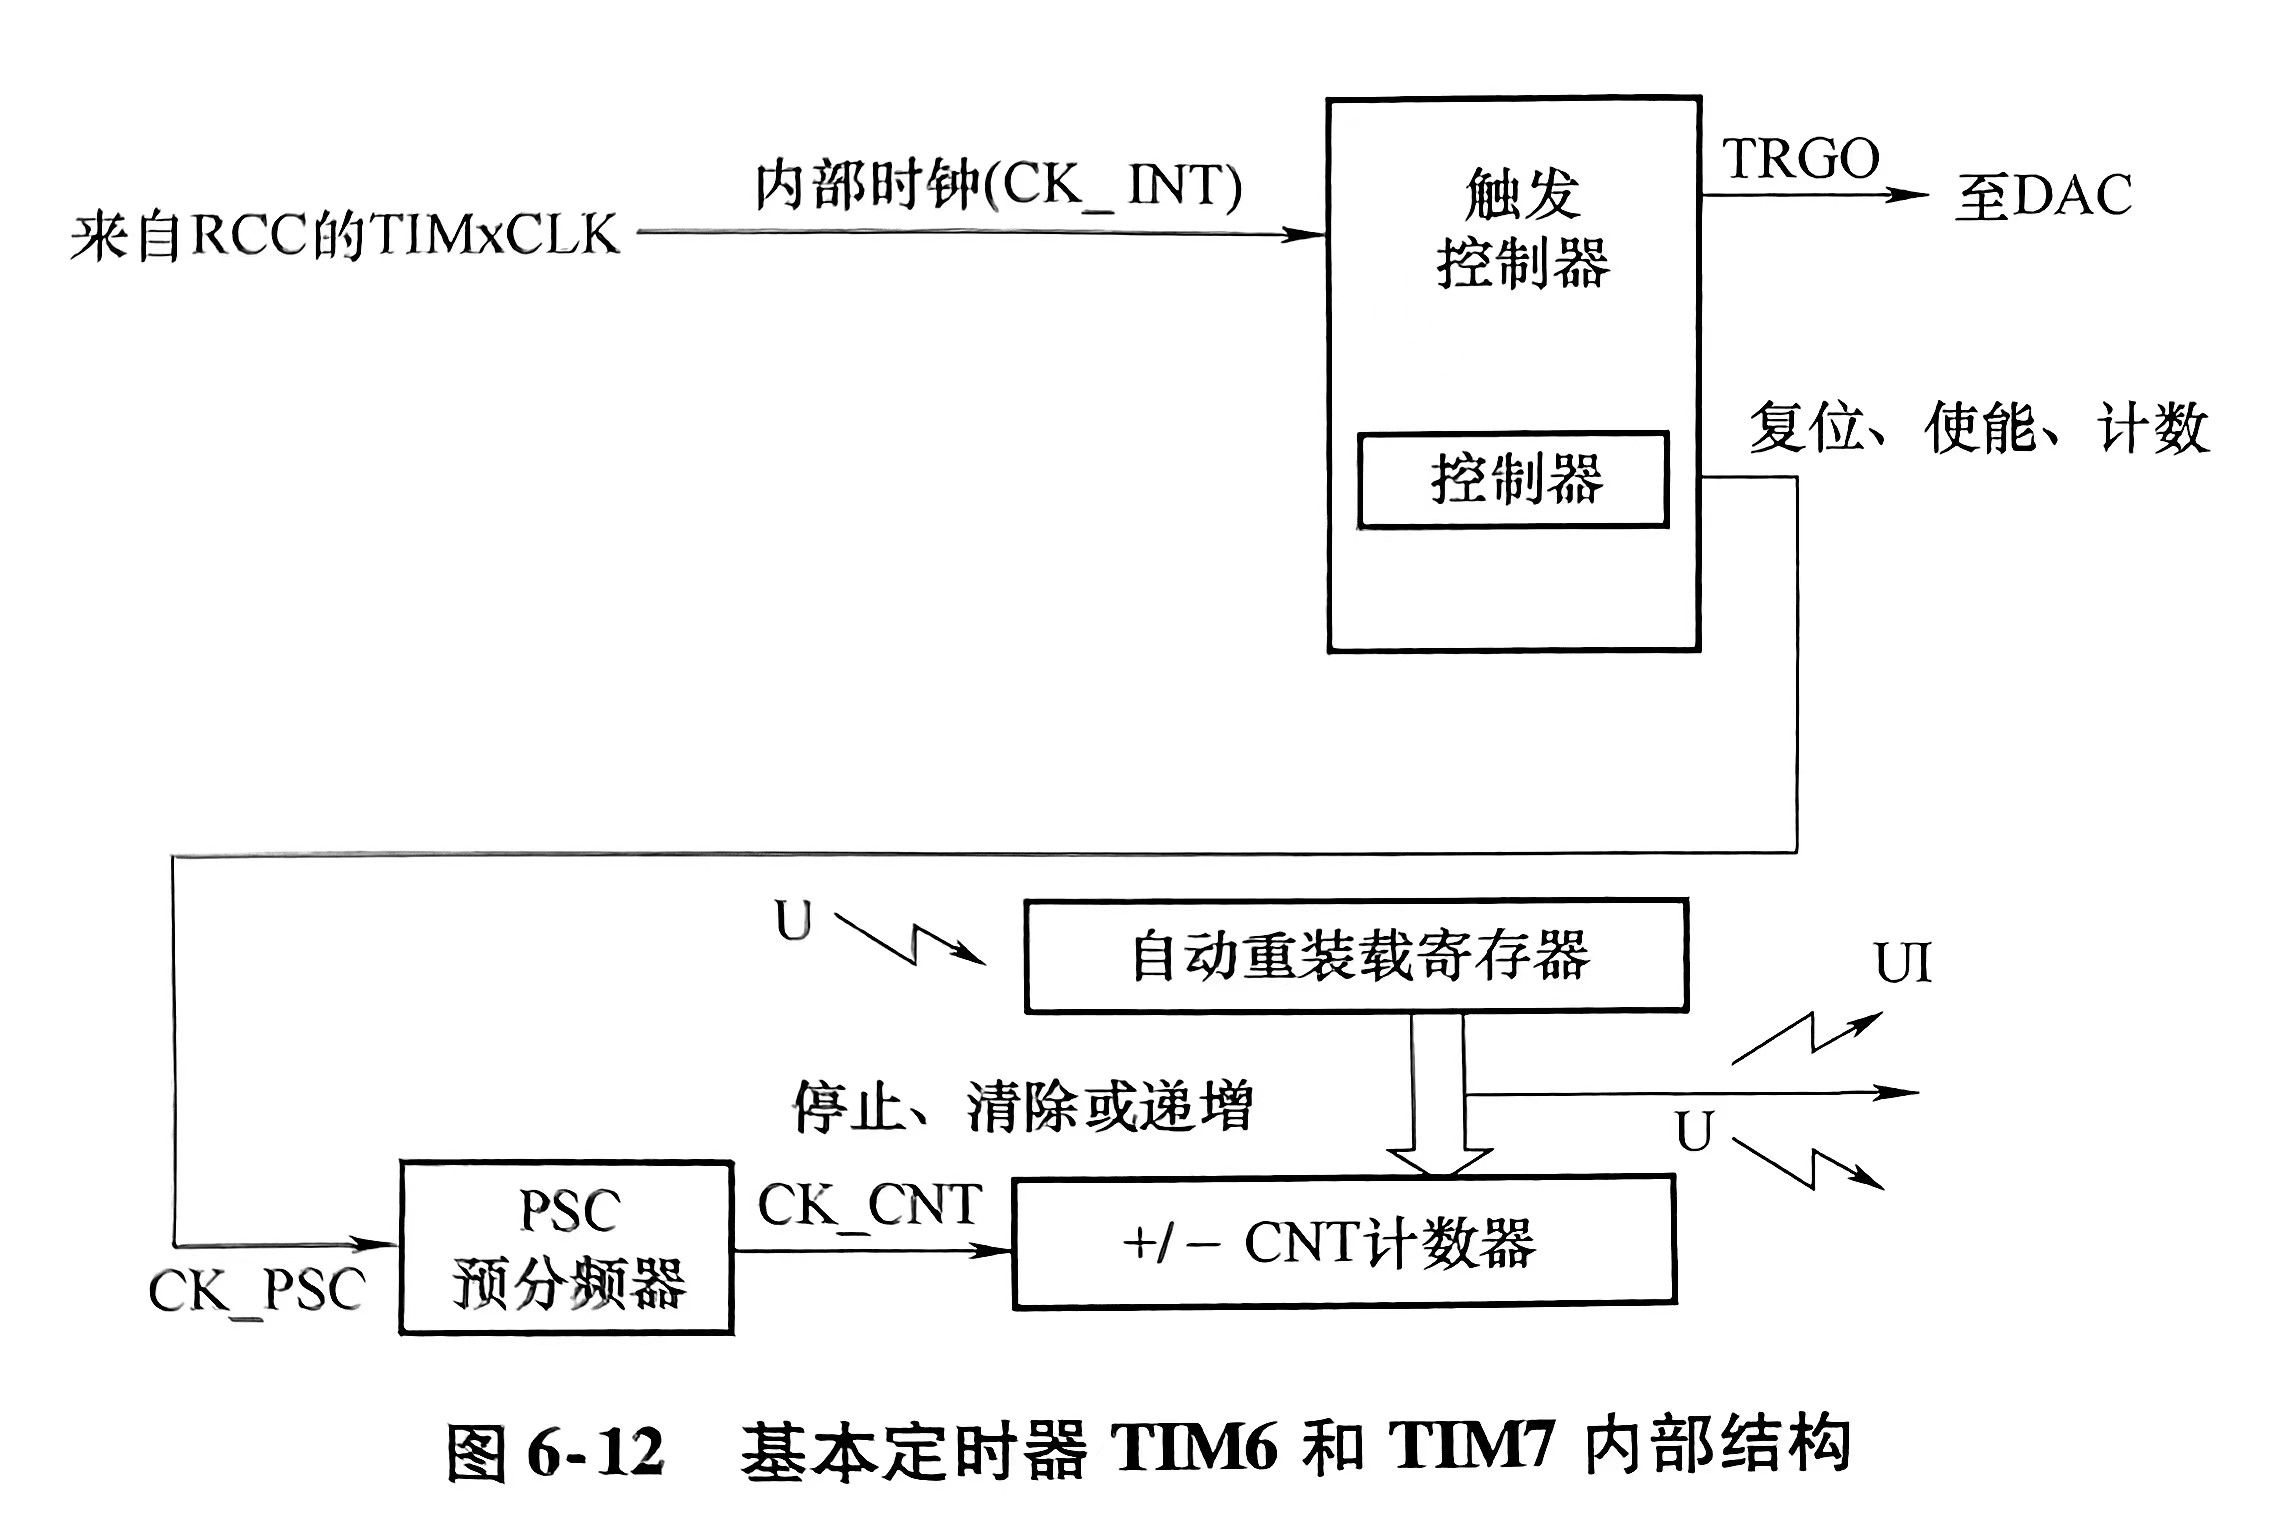 TRGO
内部时钟(CK_INT)
触发
至DAC
来自RCC的TIMxCLK
控制器
复位、使能、计数
控制器
U
自动重装载寄存器
UI
停止、清除或递增
U
PSC
CK_CNT
+/− CNT计数器
预分频器
CK_PSC
图 6-12 基本定时器 TIM6 和 TIM7 内部结构